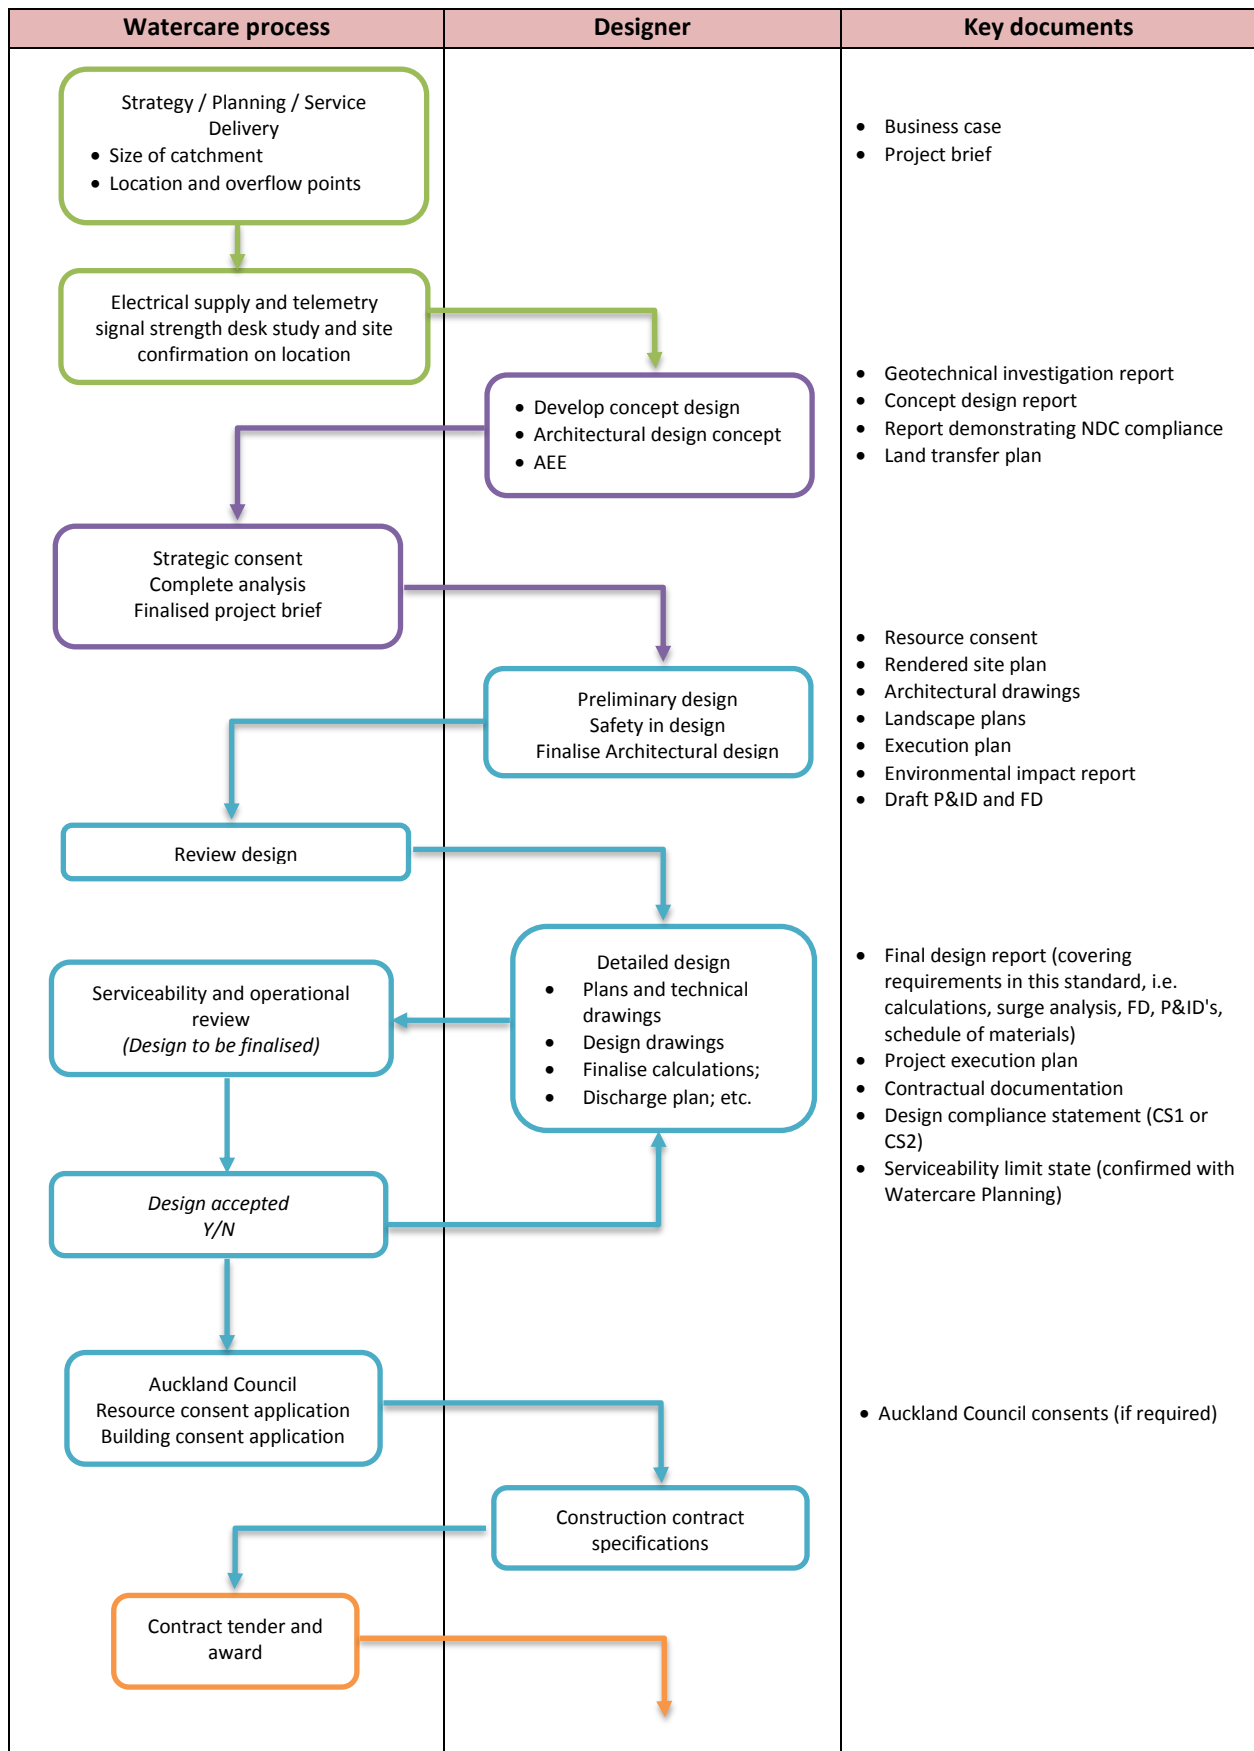 Watercare process
Designer
Key documents
Strategy / Planning / Service
Delivery
• Size of catchment
• Location and overflow points
• Business case
• Project brief
Electrical supply and telemetry
signal strength desk study and site
confirmation on location
• Develop concept design
• Architectural design concept
• AEE
• Geotechnical investigation report
• Concept design report
• Report demonstrating NDC compliance
• Land transfer plan
Strategic consent
Complete analysis
Finalised project brief
Preliminary design
Safety in design
Finalise Architectural design
• Resource consent
• Rendered site plan
• Architectural drawings
• Landscape plans
• Execution plan
• Environmental impact report
• Draft P&ID and FD
Review design
Detailed design
• Plans and technical
drawings
• Design drawings
• Finalise calculations;
• Discharge plan; etc.
Serviceability and operational
review
(Design to be finalised)
• Final design report (covering
requirements in this standard, i.e.
calculations, surge analysis, FD, P&ID's,
schedule of materials)
• Project execution plan
• Contractual documentation
• Design compliance statement (CS1 or
CS2)
• Serviceability limit state (confirmed with
Watercare Planning)
Design accepted
Y/N
Auckland Council
Resource consent application
Building consent application
• Auckland Council consents (if required)
Construction contract
specifications
Contract tender and
award